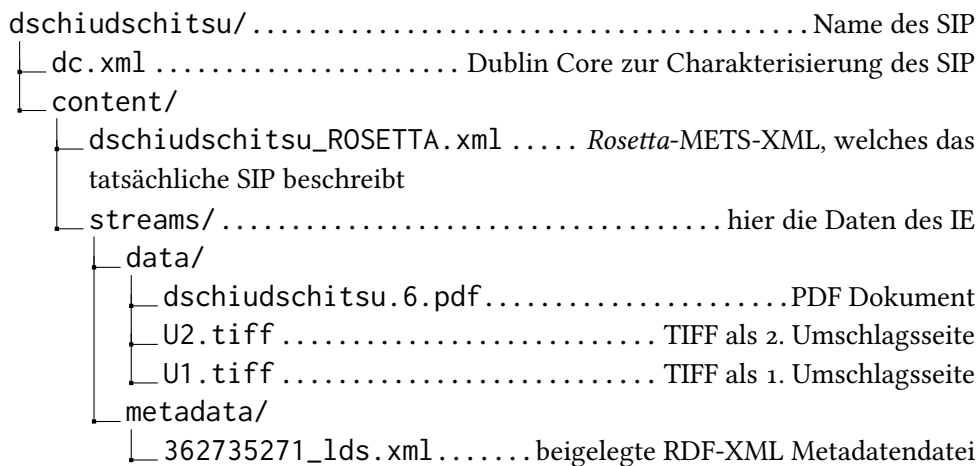 dschiudschitsu/ ........................................ Name des SIP
dc.xml ....................... Dublin Core zur Charakterisierung des SIP
content/
dschiudschitsu_ROSETTA.xml ..... Rosetta-METS-XML, welches das
tatsächliche SIP beschreibt
streams/ ..................................... hier die Daten des IE
data/
dschiudschitsu.6.pdf........................PDF Dokument
U2.tiff ........................... TIFF als 2. Umschlagsseite
U1.tiff ........................... TIFF als 1. Umschlagsseite
metadata/
362735271_lds.xml.......beigelegte RDF-XML Metadatendatei